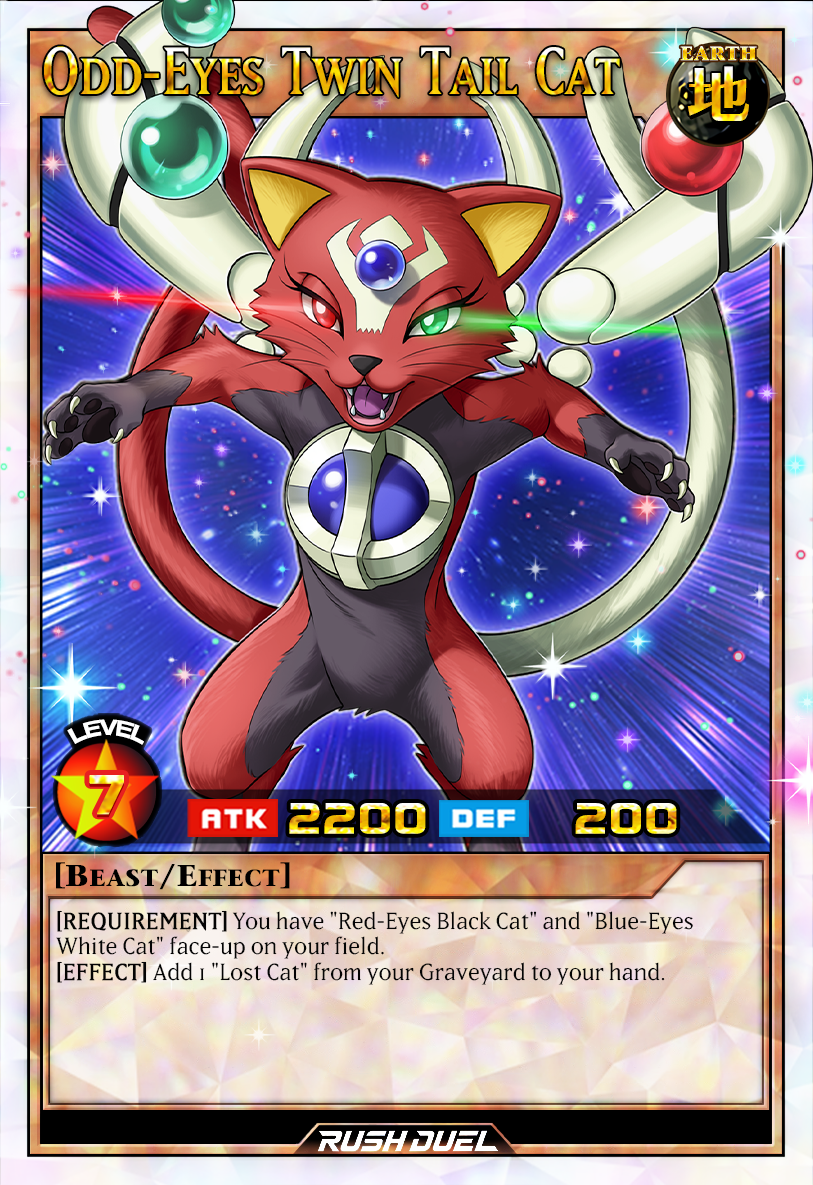 Odd-Eyes Twin Tail Cat
EARTH
地
LEVEL
7
ATK 2200 DEF 200
[Beast/Effect]
[REQUIREMENT] You have "Red-Eyes Black Cat" and "Blue-Eyes
White Cat" face-up on your field.
[EFFECT] Add 1 "Lost Cat" from your Graveyard to your hand.
RUSH DUEL